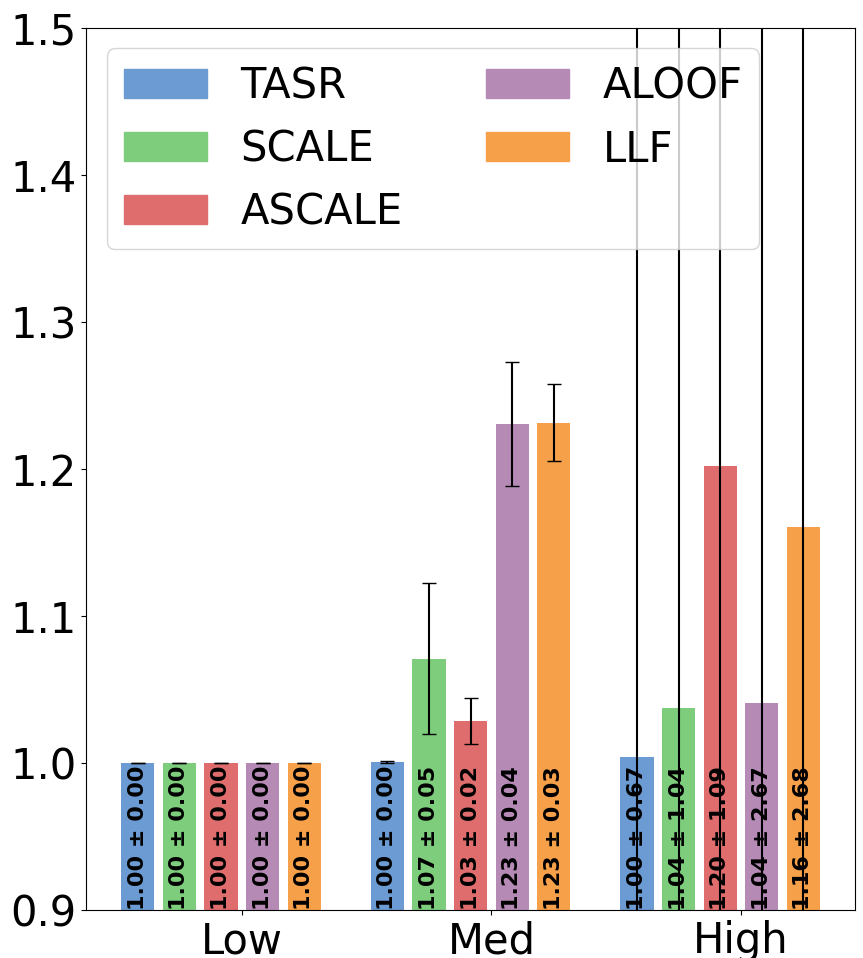 1.5
1.4
1.3
1.2
1.1
1.0
0.9
TASR
SCALE
ASCALE
ALOOF
LLF
1.00 ± 0.00
1.00 ± 0.00
1.00 ± 0.00
1.00 ± 0.00
1.00 ± 0.00
1.00 ± 0.00
1.07 ± 0.05
1.03 ± 0.02
1.23 ± 0.04
1.23 ± 0.03
1.00 ± 0.67
1.04 ± 1.04
1.20 ± 1.09
1.04 ± 2.67
1.16 ± 2.68
Low
Med
High